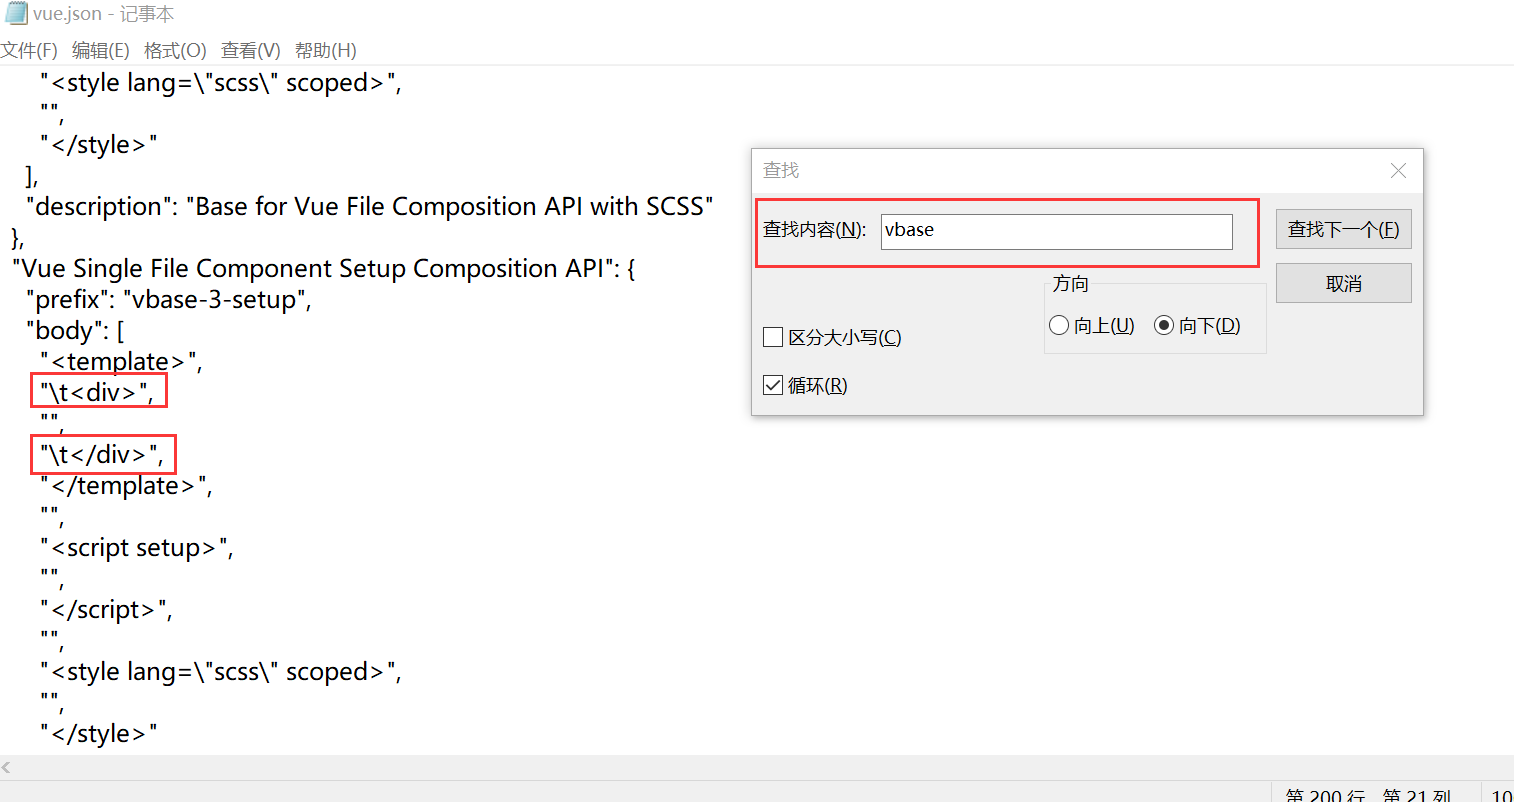 vue.json - 记事本
文件(F) 编辑(E) 格式(O) 查看(V) 帮助(H)
"<style lang=\"scss\" scoped>",
"",
"</style>"
],
"description": "Base for Vue File Composition API with SCSS"
},
"Vue Single File Component Setup Composition API": {
"prefix": "vbase-3-setup",
"body": [
"<template>",
"\t<div>",
"",
"\t</div>",
"</template>",
"",
"<script setup>",
"",
"</script>",
"",
"<style lang=\"scss\" scoped>",
"",
"</style>"
查找
查找内容(N): vbase
查找下一个(F)
取消
方向
向上(U) 向下(D)
区分大小写(C)
循环(R)
第 200 行，第 21 列